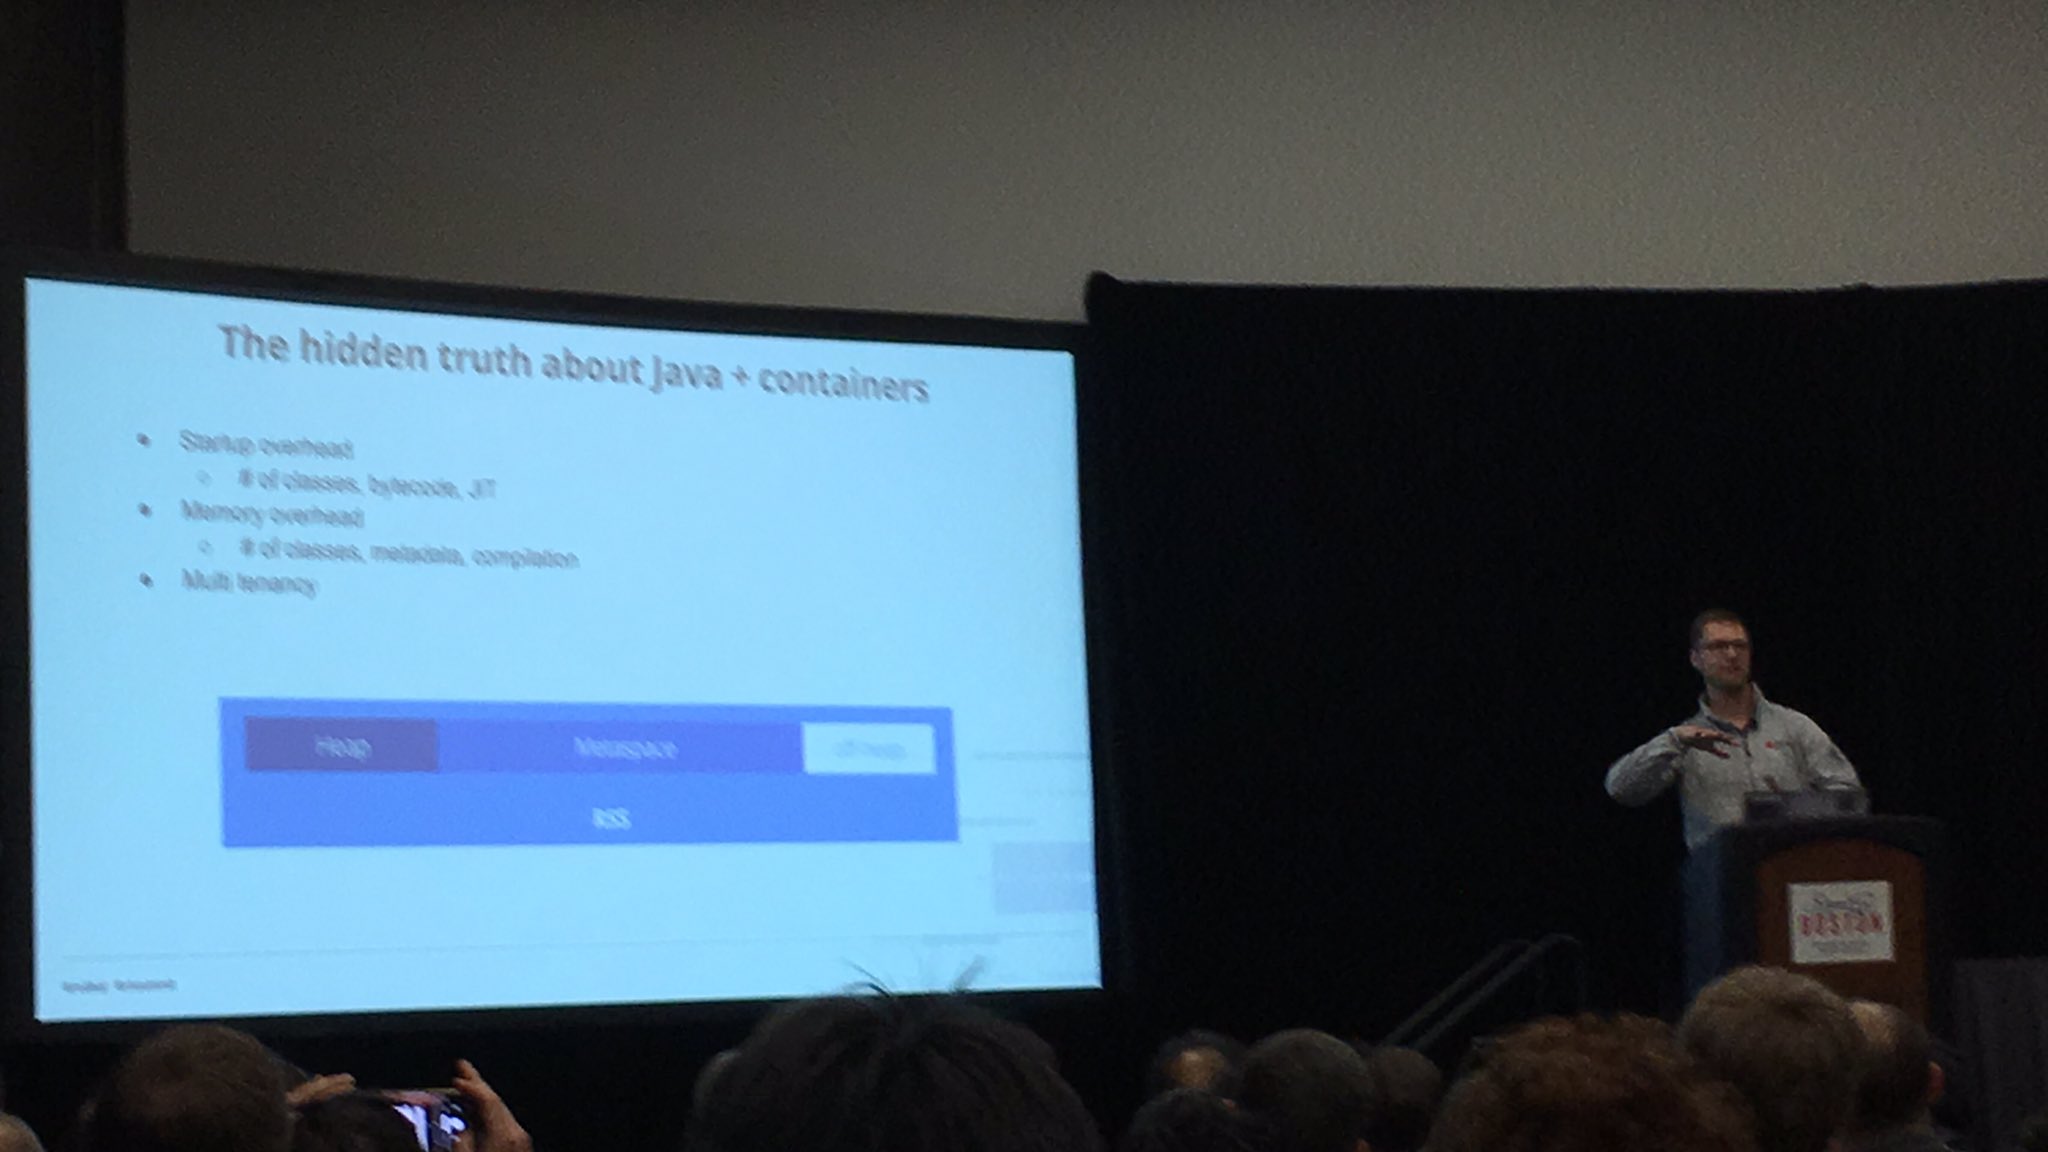 The hidden truth about Java + containers
Startup overhead
# of classes, bytecode, JIT
Memory overhead
# of classes, metadata, compilation
Multi tenancy
Heap
Metaspace
off-heap
RSS
BOSTON